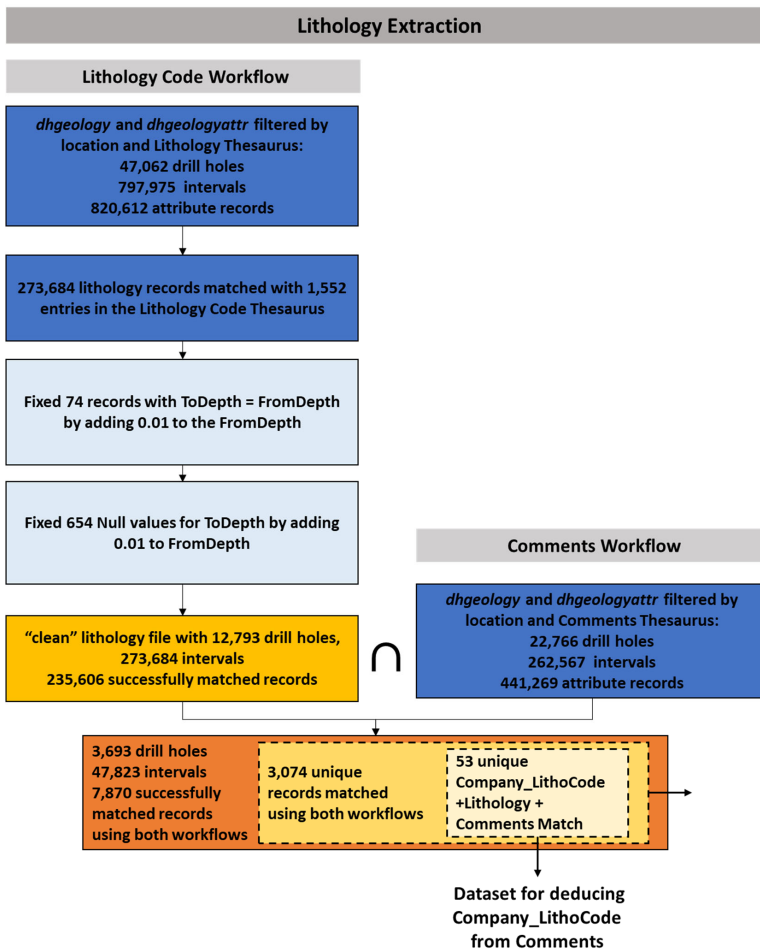 Lithology Extraction
Lithology Code Workflow
dhgeology and dhgeologyattr filtered by
location and Lithology Thesaurus:
47,062 drill holes
797,975 intervals
820,612 attribute records
273,684 lithology records matched with 1,552
entries in the Lithology Code Thesaurus
Fixed 74 records with ToDepth = FromDepth
by adding 0.01 to the FromDepth
Fixed 654 Null values for ToDepth by adding
0.01 to FromDepth
Comments Workflow
"clean" lithology file with 12,793 drill holes,
273,684 intervals
235,606 successfully matched records
∩
dhgeology and dhgeologyattr filtered by
location and Comments Thesaurus:
22,766 drill holes
262,567 intervals
441,269 attribute records
3,693 drill holes
47,823 intervals
7,870 successfully
matched records
using both workflows
3,074 unique
records matched
using both workflows
53 unique
Company_LithoCode
+Lithology +
Comments Match
Dataset for deducing
Company_LithoCode
from Comments